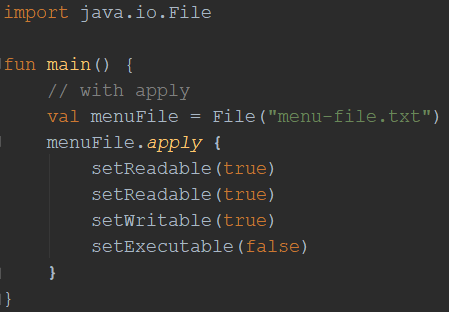 import java.io.File
fun main() {
// with apply
val menuFile = File("menu-file.txt")
menuFile.apply {
setReadable(true)
setReadable(true)
setWritable(true)
setExecutable(false)
}
}